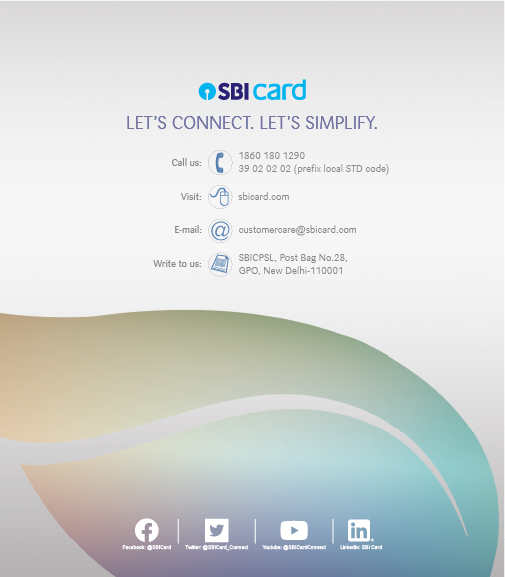 SBI card
LET'S CONNECT. LET'S SIMPLIFY.
Call us: 1860 180 1290
39 02 02 02 (prefix local STD code)
Visit: sbicard.com
E-mail: customercare@sbicard.com
Write to us: SBICPSL, Post Bag No.28,
GPO, New Delhi-110001
Facebook: @SBICard Twitter: @SBICard_Connect Youtube: @SBICardConnect LinkedIn: SBI Card